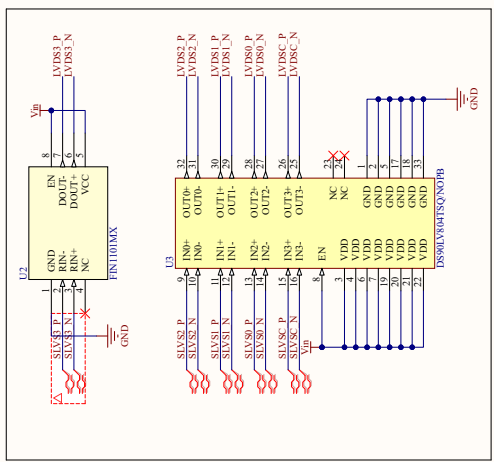 LVDS3_P
LVDS3_N
Vin
8
7
6
5
EN
DOUT-
DOUT+
VCC
GND
RIN-
RIN+
NC
1
2
3
4
U2
FIN1101MX
SLVS3_P
SLVS3_N
GND
LVDS2_P
LVDS2_N
LVDS1_P
LVDS1_N
LVDS0_P
LVDS0_N
LVDSC_P
LVDSC_N
GND
32
31
30
29
28
27
26
25
23
24
1
2
5
17
18
33
OUT0+
OUT0-
OUT1+
OUT1-
OUT2+
OUT2-
OUT3+
OUT3-
NC
NC
GND
GND
GND
GND
GND
GND
IN0+
IN0-
IN1+
IN1-
IN2+
IN2-
IN3+
IN3-
EN
VDD
VDD
VDD
VDD
VDD
VDD
VDD
VDD
U3
DS90LV804TSQ/NOPB
9
10
11
12
13
14
15
16
8
3
4
6
7
19
20
21
22
SLVS2_P
SLVS2_N
SLVS1_P
SLVS1_N
SLVS0_P
SLVS0_N
SLVSC_P
SLVSC_N
Vin